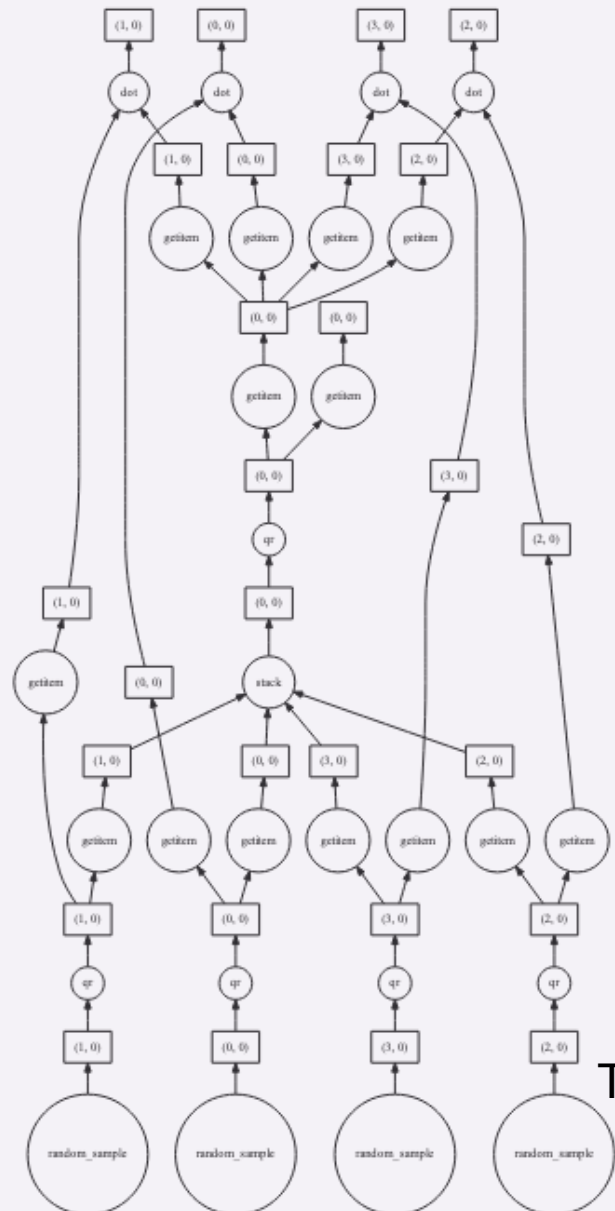 (1, 0) (0, 0) (3, 0) (2, 0)
dot dot dot dot
(1, 0) (0, 0) (3, 0) (2, 0)
getitem getitem getitem getitem
(0, 0) (0, 0)
getitem getitem
(0, 0) (3, 0)
qr (2, 0)
(1, 0) (0, 0)
getitem (0, 0) stack
(1, 0) (0, 0) (3, 0) (2, 0)
getitem getitem getitem getitem getitem getitem getitem
(1, 0) (0, 0) (3, 0) (2, 0)
qr qr qr qr
(1, 0) (0, 0) (3, 0) (2, 0)
T
random_sample random_sample random_sample random_sample